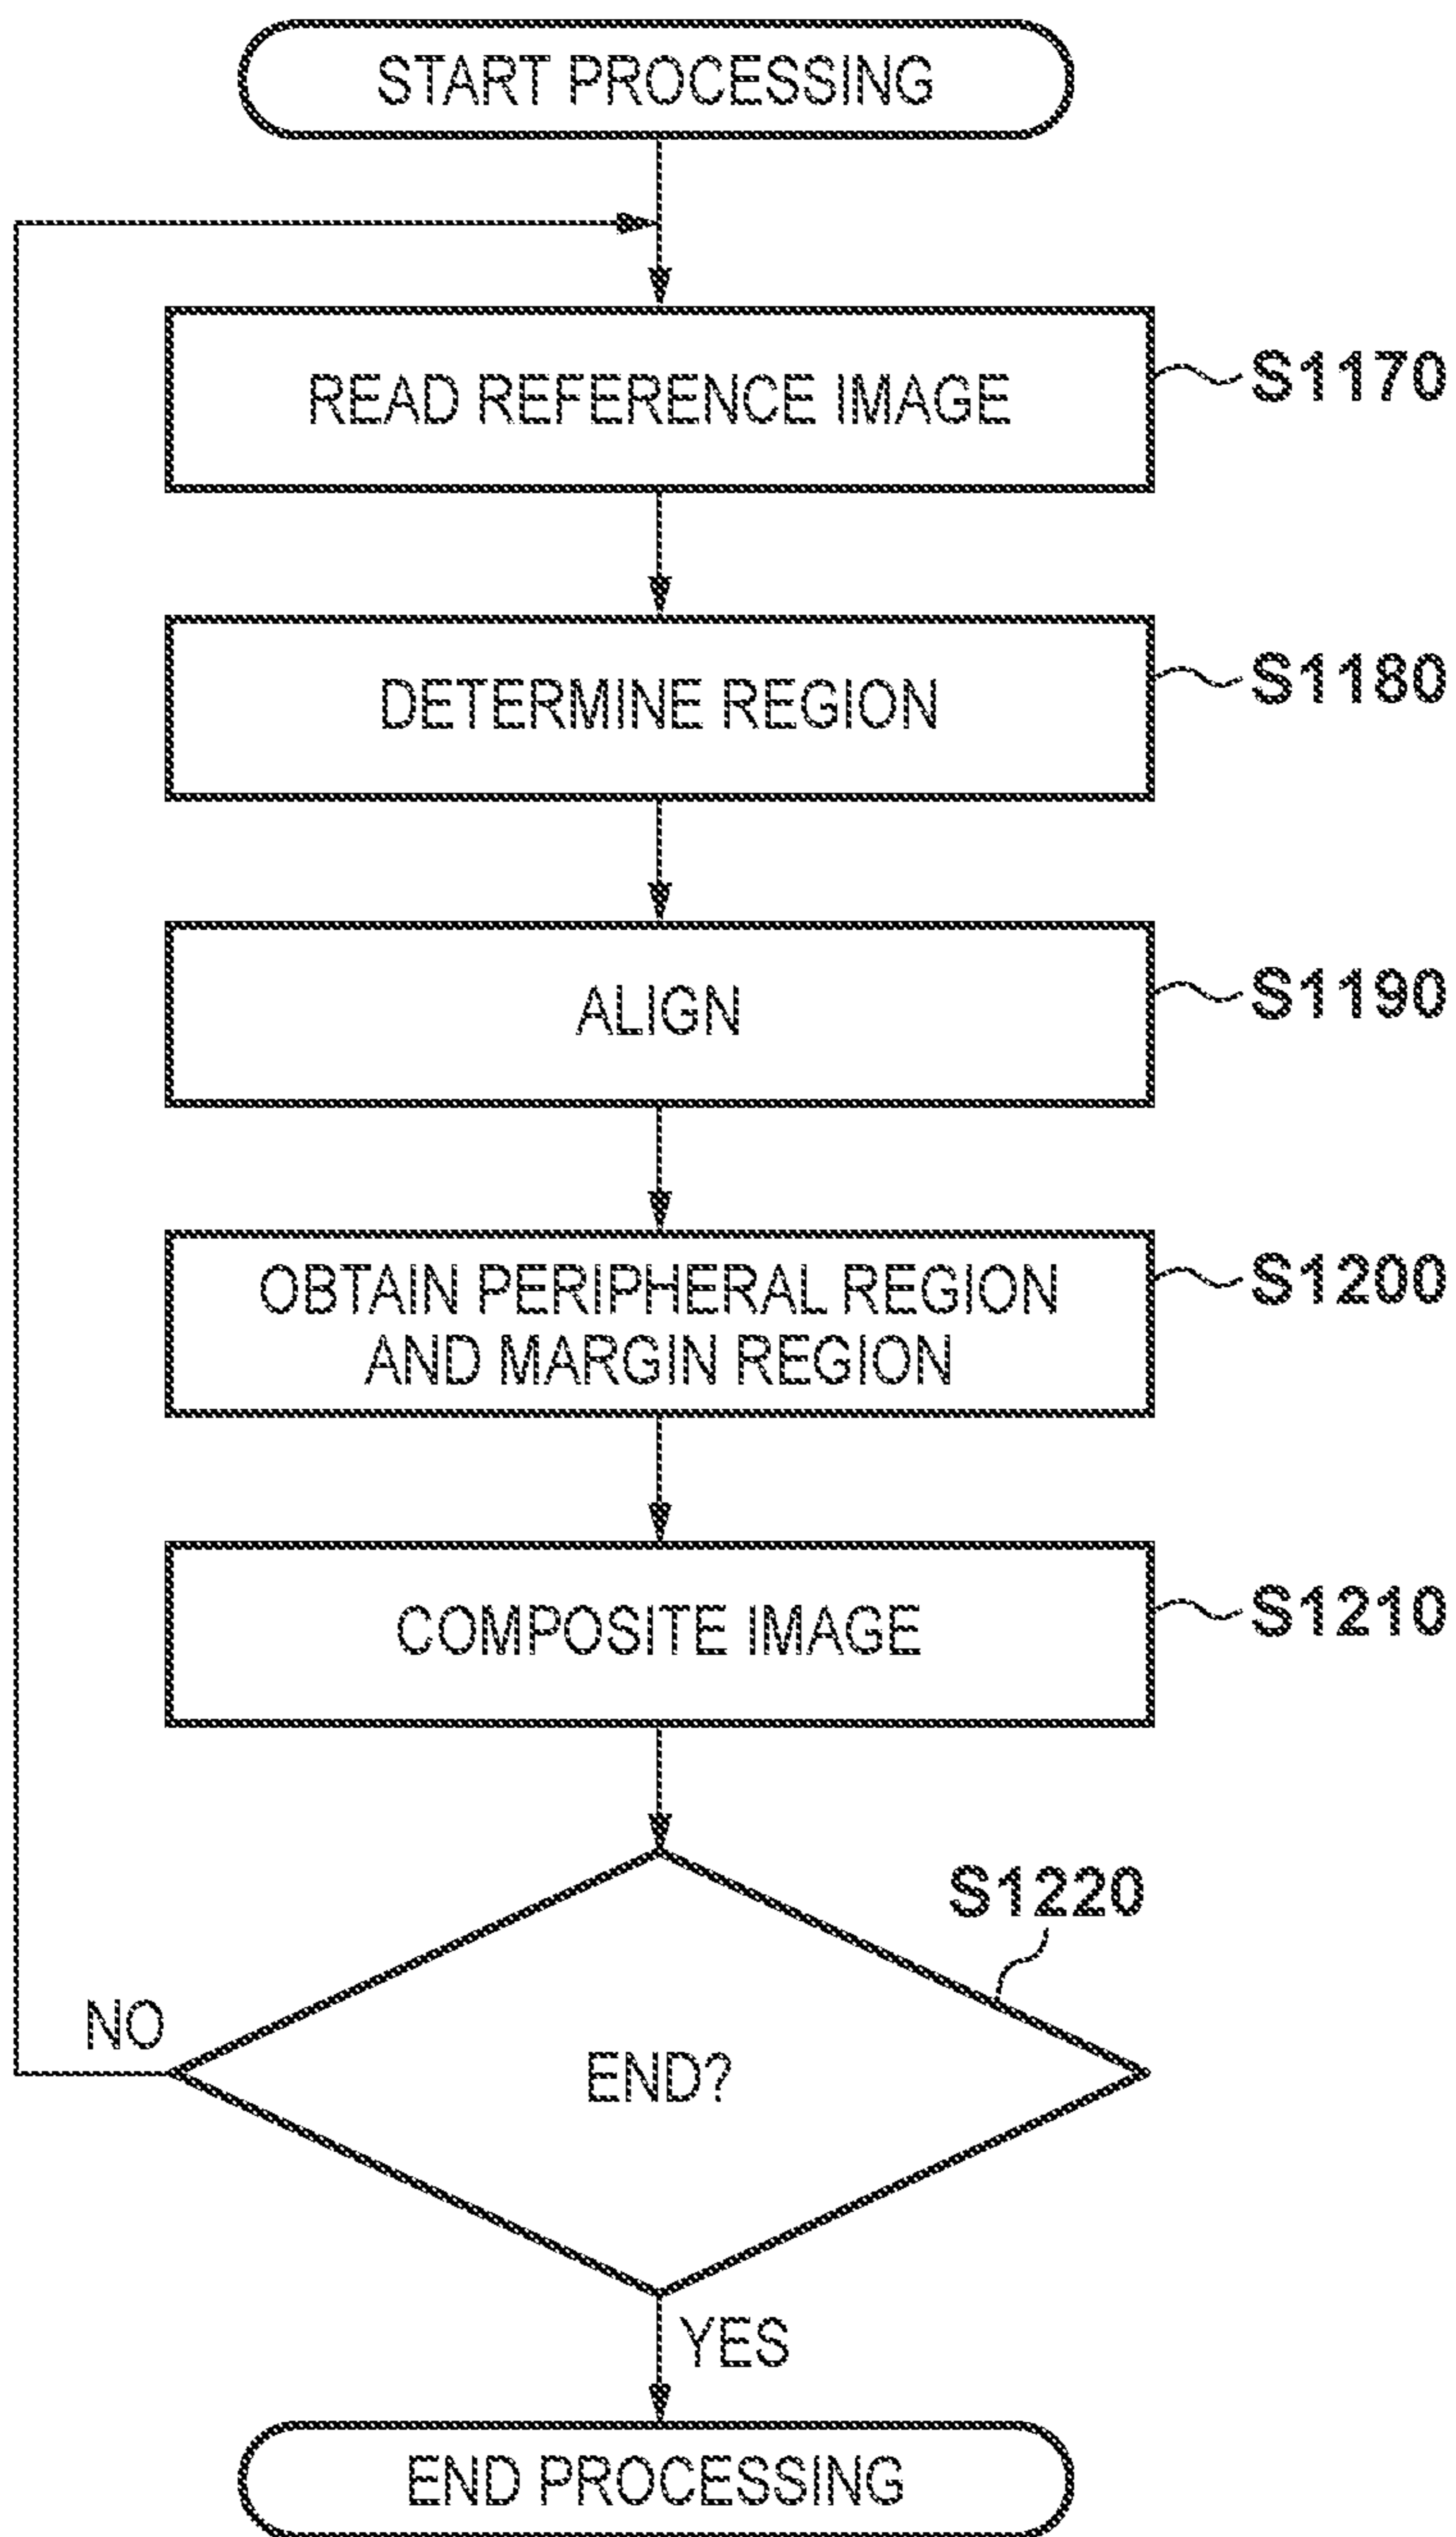 START PROCESSING
READ REFERENCE IMAGE
S1170
DETERMINE REGION
S1180
ALIGN
S1190
OBTAIN PERIPHERAL REGION
AND MARGIN REGION
S1200
COMPOSITE IMAGE
S1210
S1220
NO
END?
YES
END PROCESSING